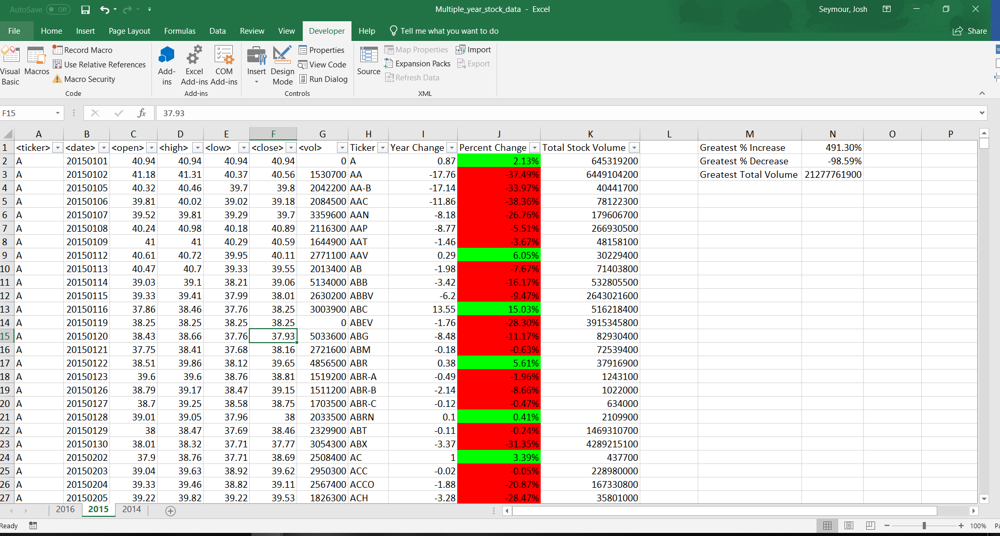 AutoSave Off Multiple_year_stock_data - Excel Seymour, Josh
File Home Insert Page Layout Formulas Data Review View Developer Help Tell me what you want to do Share
Visual Basic
Macros
Record Macro
Use Relative References
Macro Security
Code
Add-ins
Excel Add-ins
COM Add-ins
Add-ins
Insert
Design Mode
Properties
View Code
Run Dialog
Controls
Source
Map Properties
Expansion Packs
Refresh Data
Import
Export
XML
F15 fx 37.93
A B C D E F G H I J K L M N O P
1 <ticker> <date> <open> <high> <low> <close> <vol> Ticker Year Change Percent Change Total Stock Volume Greatest % Increase 491.30%
2 A 20150101 40.94 40.94 40.94 40.94 0 A 0.87 2.13% 645319200 Greatest % Decrease -98.59%
3 A 20150102 41.18 41.31 40.37 40.56 1530700 AA -17.76 -37.49% 6449104200 Greatest Total Volume 21277761900
4 A 20150105 40.32 40.46 39.7 39.8 2042200 AA-B -17.14 -33.97% 40441700
5 A 20150106 39.81 40.02 39.02 39.18 2084500 AAC -11.86 -38.36% 78122300
6 A 20150107 39.52 39.81 39.29 39.7 3359600 AAN -8.18 -26.76% 179606700
7 A 20150108 40.24 40.98 40.18 40.89 2116300 AAP -8.77 -5.51% 266930500
8 A 20150109 41 41 40.29 40.59 1644900 AAT -1.46 -3.67% 48158100
9 A 20150112 40.61 40.72 39.95 40.11 2771100 AAV 0.29 6.05% 30229400
10 A 20150113 40.47 40.7 39.33 39.55 2013400 AB -1.98 -7.67% 71403800
11 A 20150114 39.03 39.1 38.21 39.06 5134000 ABB -3.42 -16.17% 532805500
12 A 20150115 39.33 39.41 37.99 38.01 2630200 ABBV -6.2 -9.47% 2643021600
13 A 20150116 37.86 38.46 37.76 38.25 3003900 ABC 13.55 15.03% 516218400
14 A 20150119 38.25 38.25 38.25 38.25 0 ABEV -1.76 -28.30% 3915345800
15 A 20150120 38.43 38.66 37.76 37.93 5033600 ABG -8.48 -11.17% 82930400
16 A 20150121 37.75 38.41 37.68 38.16 2721600 ABM -0.18 -0.63% 72539400
17 A 20150122 38.51 39.86 38.12 39.65 4856500 ABR 0.38 5.61% 37916900
18 A 20150123 39.6 39.6 38.76 38.81 1519200 ABR-A -0.49 -1.96% 1243100
19 A 20150126 38.79 39.17 38.47 39.15 1511200 ABR-B -2.14 -8.66% 1022000
20 A 20150127 38.7 39.25 38.58 38.75 1703500 ABR-C -0.12 -0.47% 634000
21 A 20150128 39.01 39.05 37.96 38 2033500 ABRN 0.1 0.41% 2109900
22 A 20150129 38 38.47 37.69 38.46 2329900 ABT -0.11 -0.24% 1469310700
23 A 20150130 38.01 38.32 37.71 37.77 3054300 ABX -3.37 -31.35% 4289215100
24 A 20150202 37.9 38.76 37.71 38.69 2508400 AC 1 3.39% 437700
25 A 20150203 39.04 39.63 38.92 39.62 2950300 ACC -0.02 -0.05% 228980000
26 A 20150204 39.33 39.46 38.82 39.11 2567400 ACCO -1.88 -20.87% 167330800
27 A 20150205 39.22 39.82 39.22 39.53 1826300 ACH -3.28 -28.47% 35801000
2016 2015 2014
Ready 100%